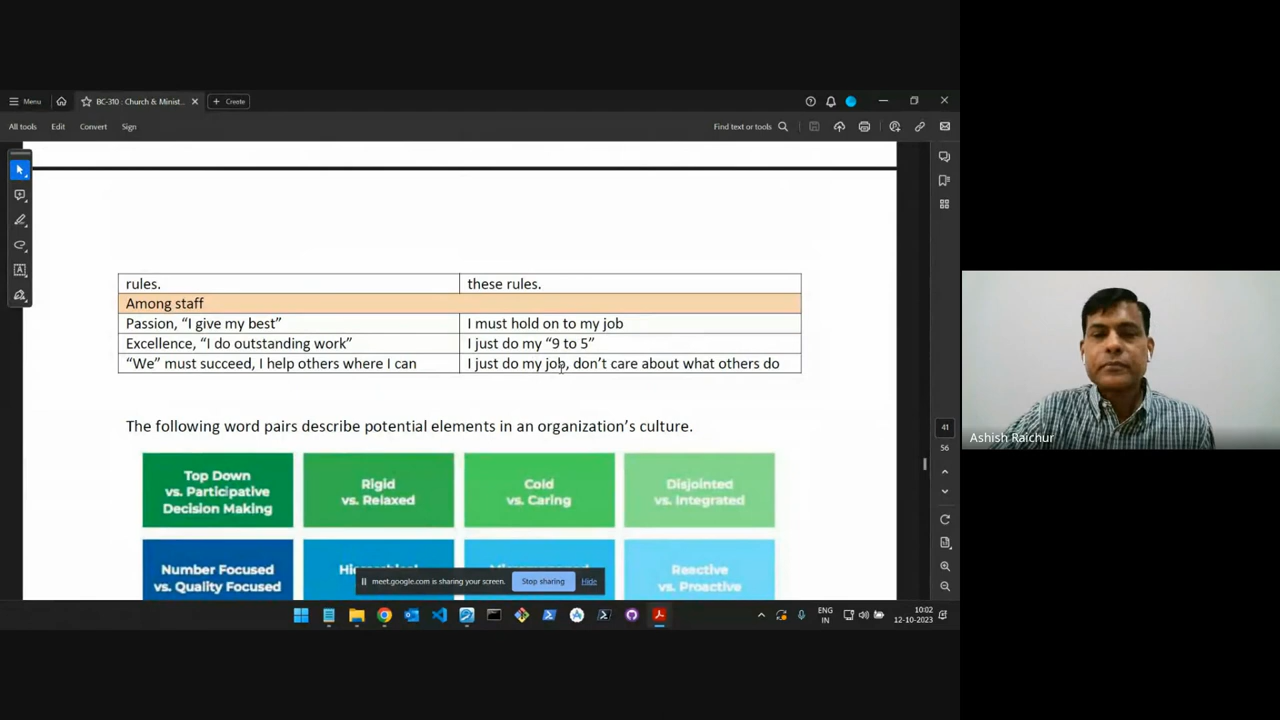 Menu
BC-310 : Church & Minist...
Create
All tools
Edit
Convert
Sign
Find text or tools
rules.
these rules.
Among staff
Passion, “I give my best”
I must hold on to my job
Excellence, “I do outstanding work”
I just do my “9 to 5”
“We” must succeed, I help others where I can
I just do my job, don’t care about what others do
The following word pairs describe potential elements in an organization’s culture.
Top Down
vs. Participative
Decision Making
Rigid
vs. Relaxed
Cold
vs. Caring
Disjointed
vs. Integrated
Number Focused
vs. Quality Focused
Reactive
vs. Proactive
meet.google.com is sharing your screen.
Stop sharing
Hide
41
56
ENG
IN
10:02
12-10-2023
Ashish Raichur